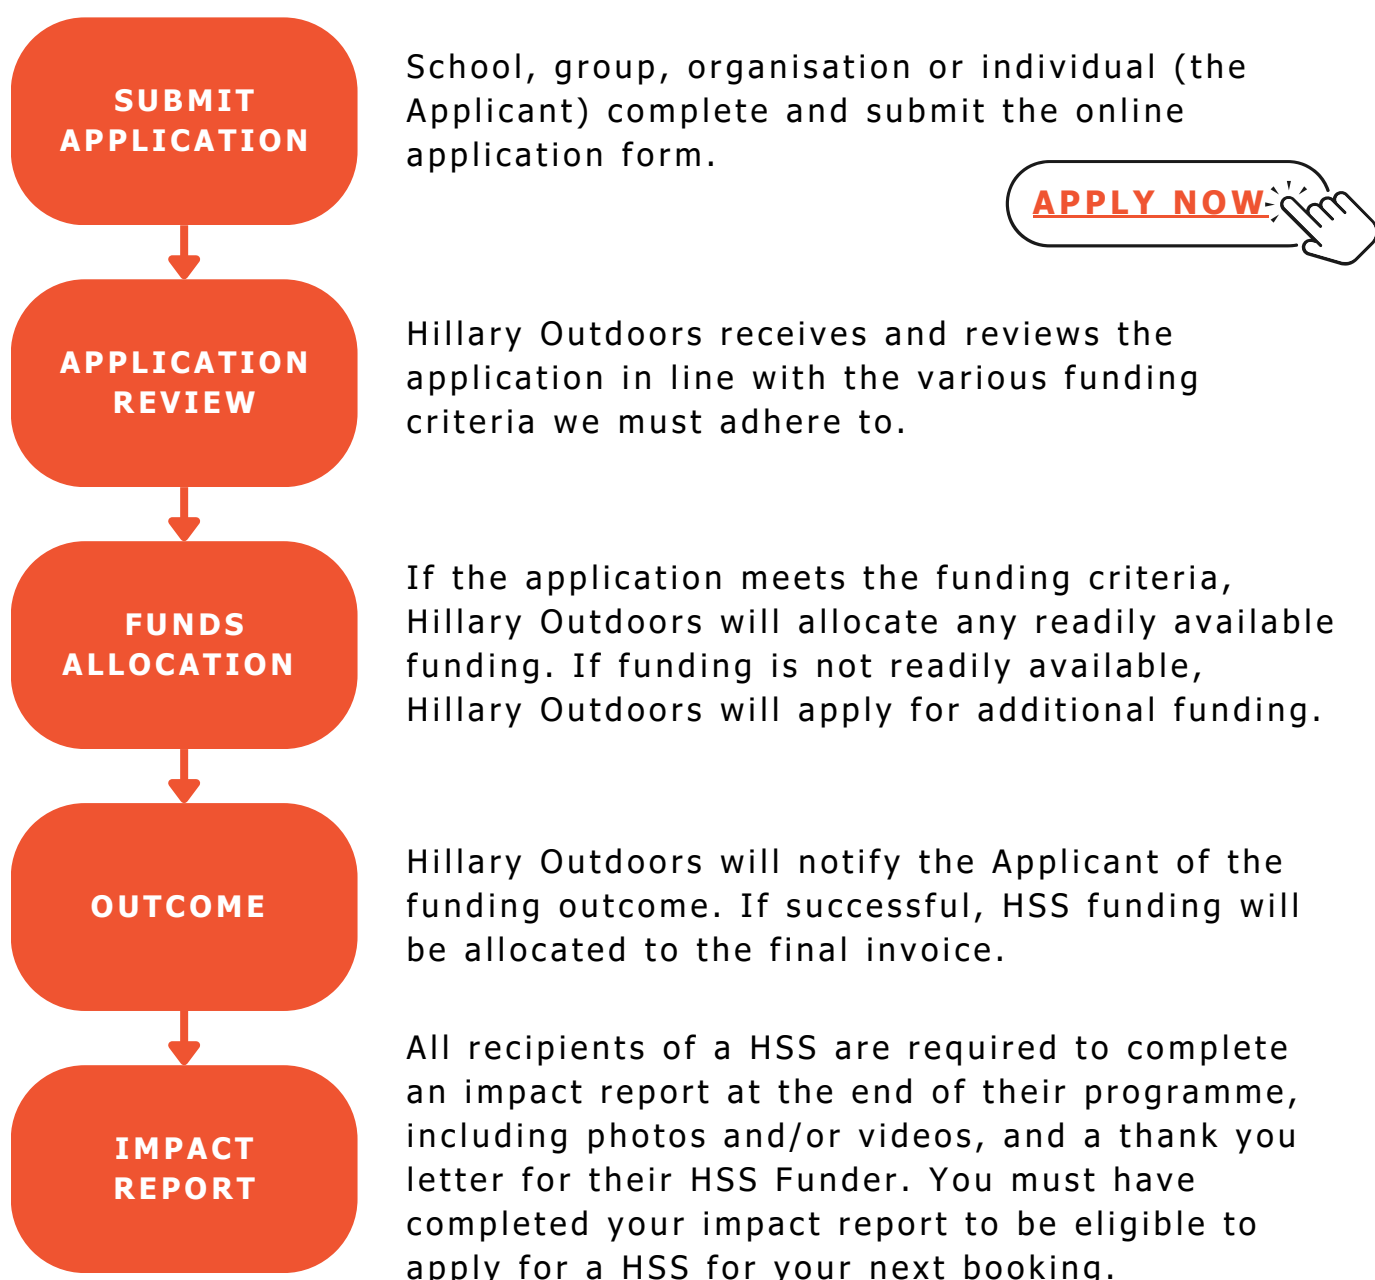 SUBMIT
APPLICATION
School, group, organisation or individual (the
Applicant) complete and submit the online
application form.
APPLY NOW
APPLICATION
REVIEW
Hillary Outdoors receives and reviews the
application in line with the various funding
criteria we must adhere to.
FUNDS
ALLOCATION
If the application meets the funding criteria,
Hillary Outdoors will allocate any readily available
funding. If funding is not readily available,
Hillary Outdoors will apply for additional funding.
OUTCOME
Hillary Outdoors will notify the Applicant of the
funding outcome. If successful, HSS funding will
be allocated to the final invoice.
IMPACT
REPORT
All recipients of a HSS are required to complete
an impact report at the end of their programme,
including photos and/or videos, and a thank you
letter for their HSS Funder. You must have
completed your impact report to be eligible to
apply for a HSS for your next booking.